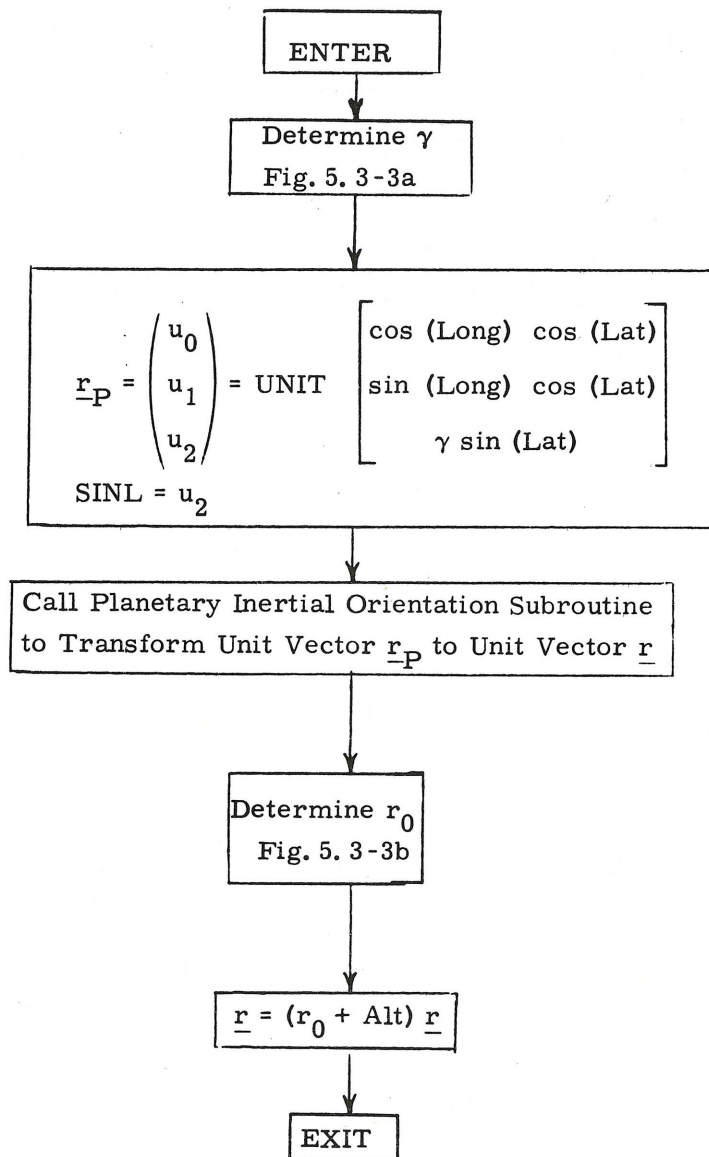 ENTER
Determine γ
Fig. 5. 3-3a
r_P = (u_0 u_1 u_2) = UNIT [cos (Long) cos (Lat)
sin (Long) cos (Lat)
γ sin (Lat)]
SINL = u_2
Call Planetary Inertial Orientation Subroutine
to Transform Unit Vector r_P to Unit Vector r
Determine r_0
Fig. 5. 3-3b
r = (r_0 + Alt) r
EXIT